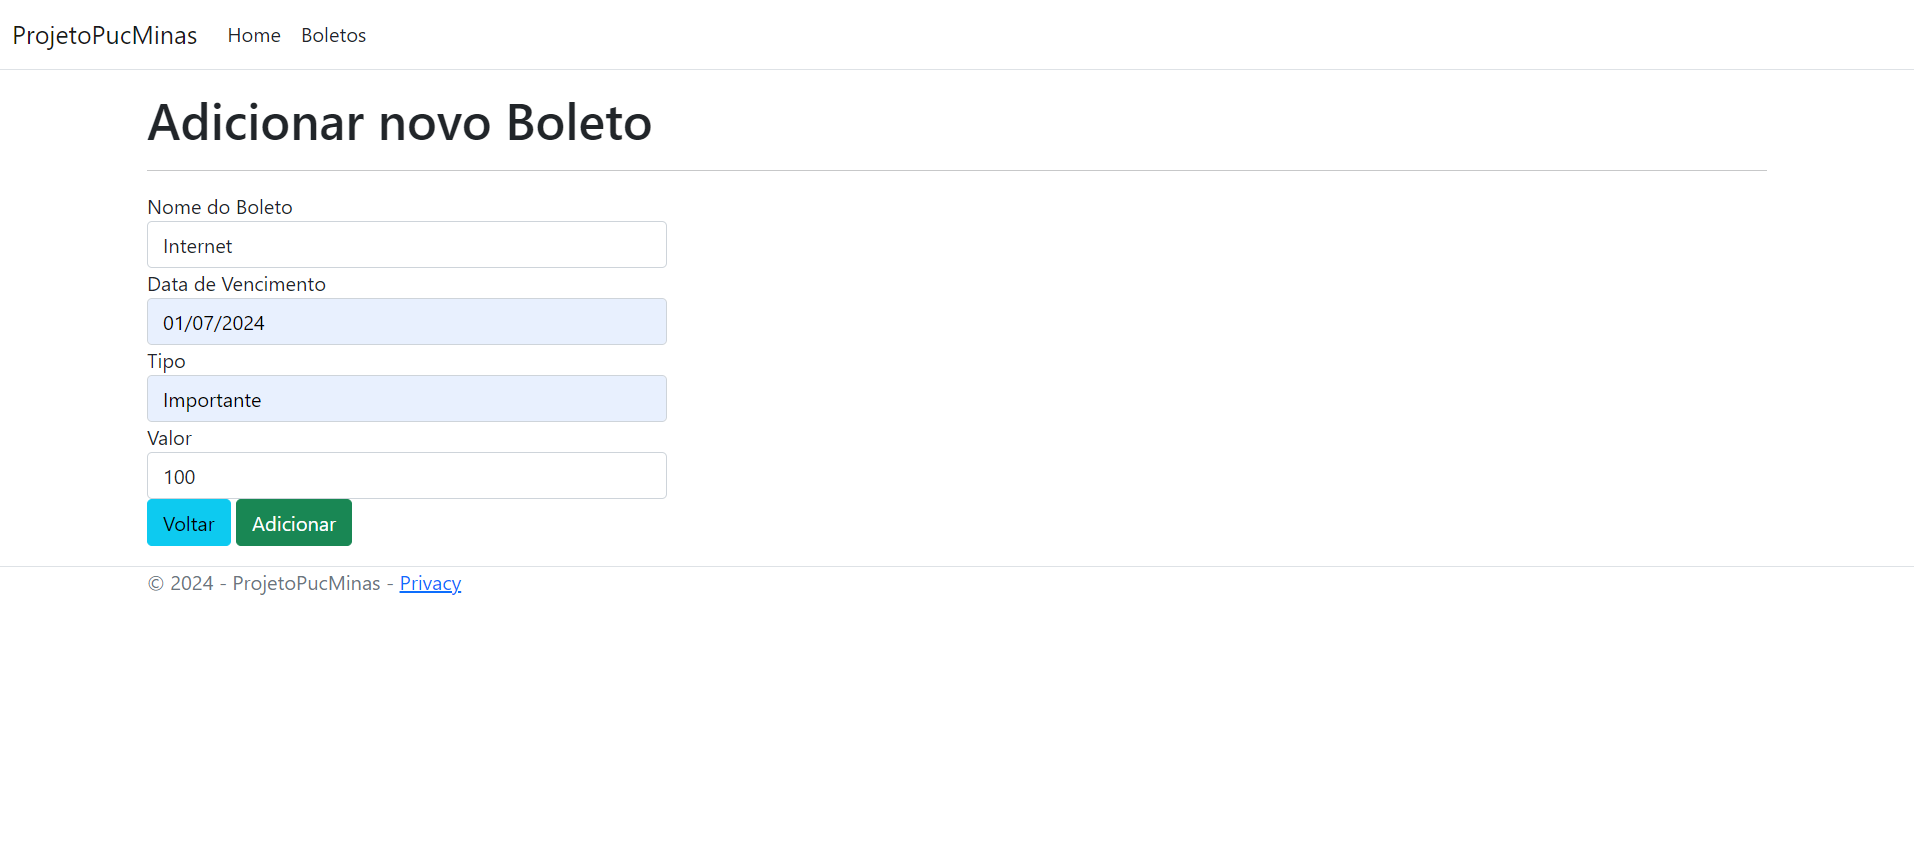 ProjetoPucMinas Home Boletos
Adicionar novo Boleto
Nome do Boleto
Internet
Data de Vencimento
01/07/2024
Tipo
Importante
Valor
100
Voltar Adicionar
© 2024 - ProjetoPucMinas - Privacy